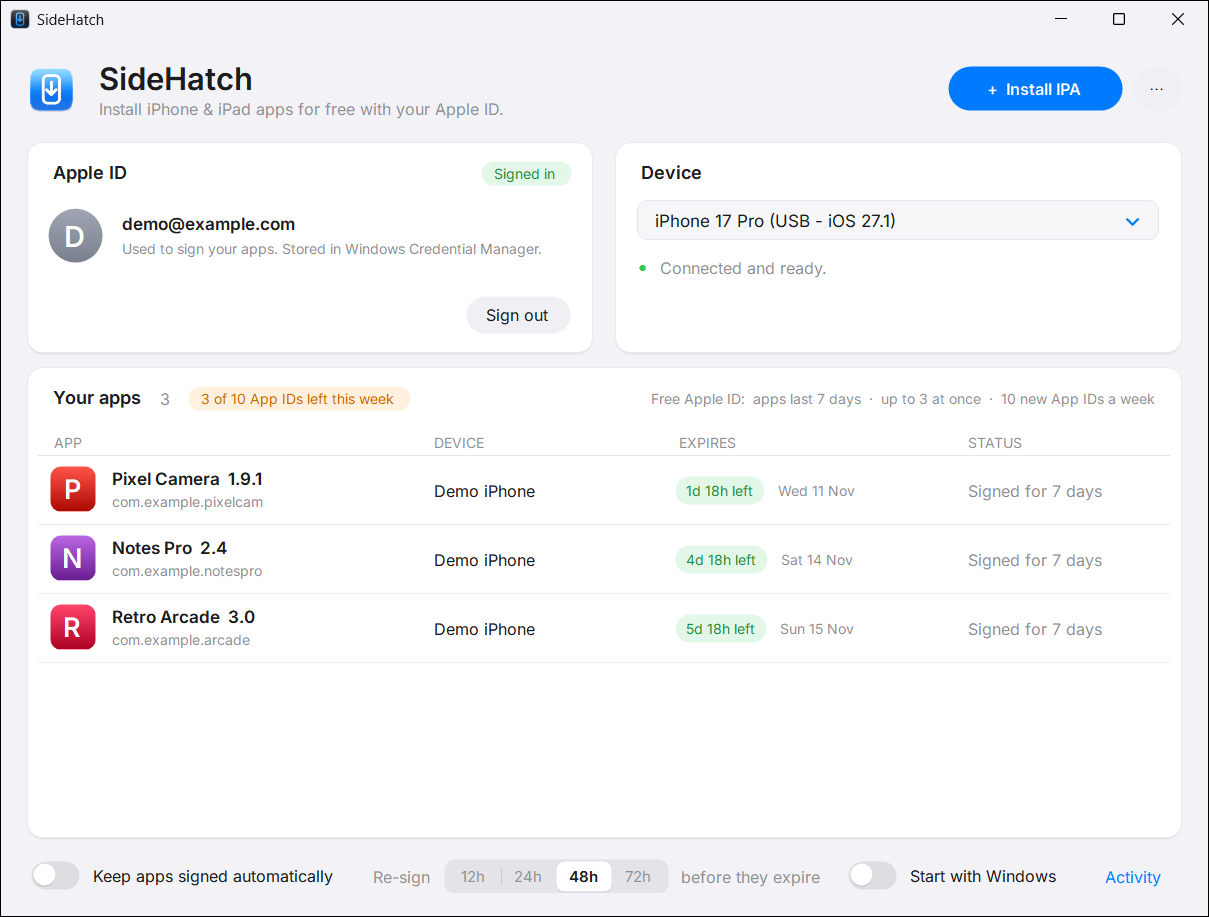 SideHatch
SideHatch
Install iPhone & iPad apps for free with your Apple ID.
+ Install IPA
...
Apple ID
Signed in
D
demo@example.com
Used to sign your apps. Stored in Windows Credential Manager.
Sign out
Device
iPhone 17 Pro (USB - iOS 27.1)
Connected and ready.
Your apps 3 3 of 10 App IDs left this week Free Apple ID: apps last 7 days · up to 3 at once · 10 new App IDs a week
APP DEVICE EXPIRES STATUS
P Pixel Camera 1.9.1
com.example.pixelcam
Demo iPhone 1d 18h left Wed 11 Nov Signed for 7 days
N Notes Pro 2.4
com.example.notespro
Demo iPhone 4d 18h left Sat 14 Nov Signed for 7 days
R Retro Arcade 3.0
com.example.arcade
Demo iPhone 5d 18h left Sun 15 Nov Signed for 7 days
Keep apps signed automatically Re-sign 12h 24h 48h 72h before they expire Start with Windows Activity